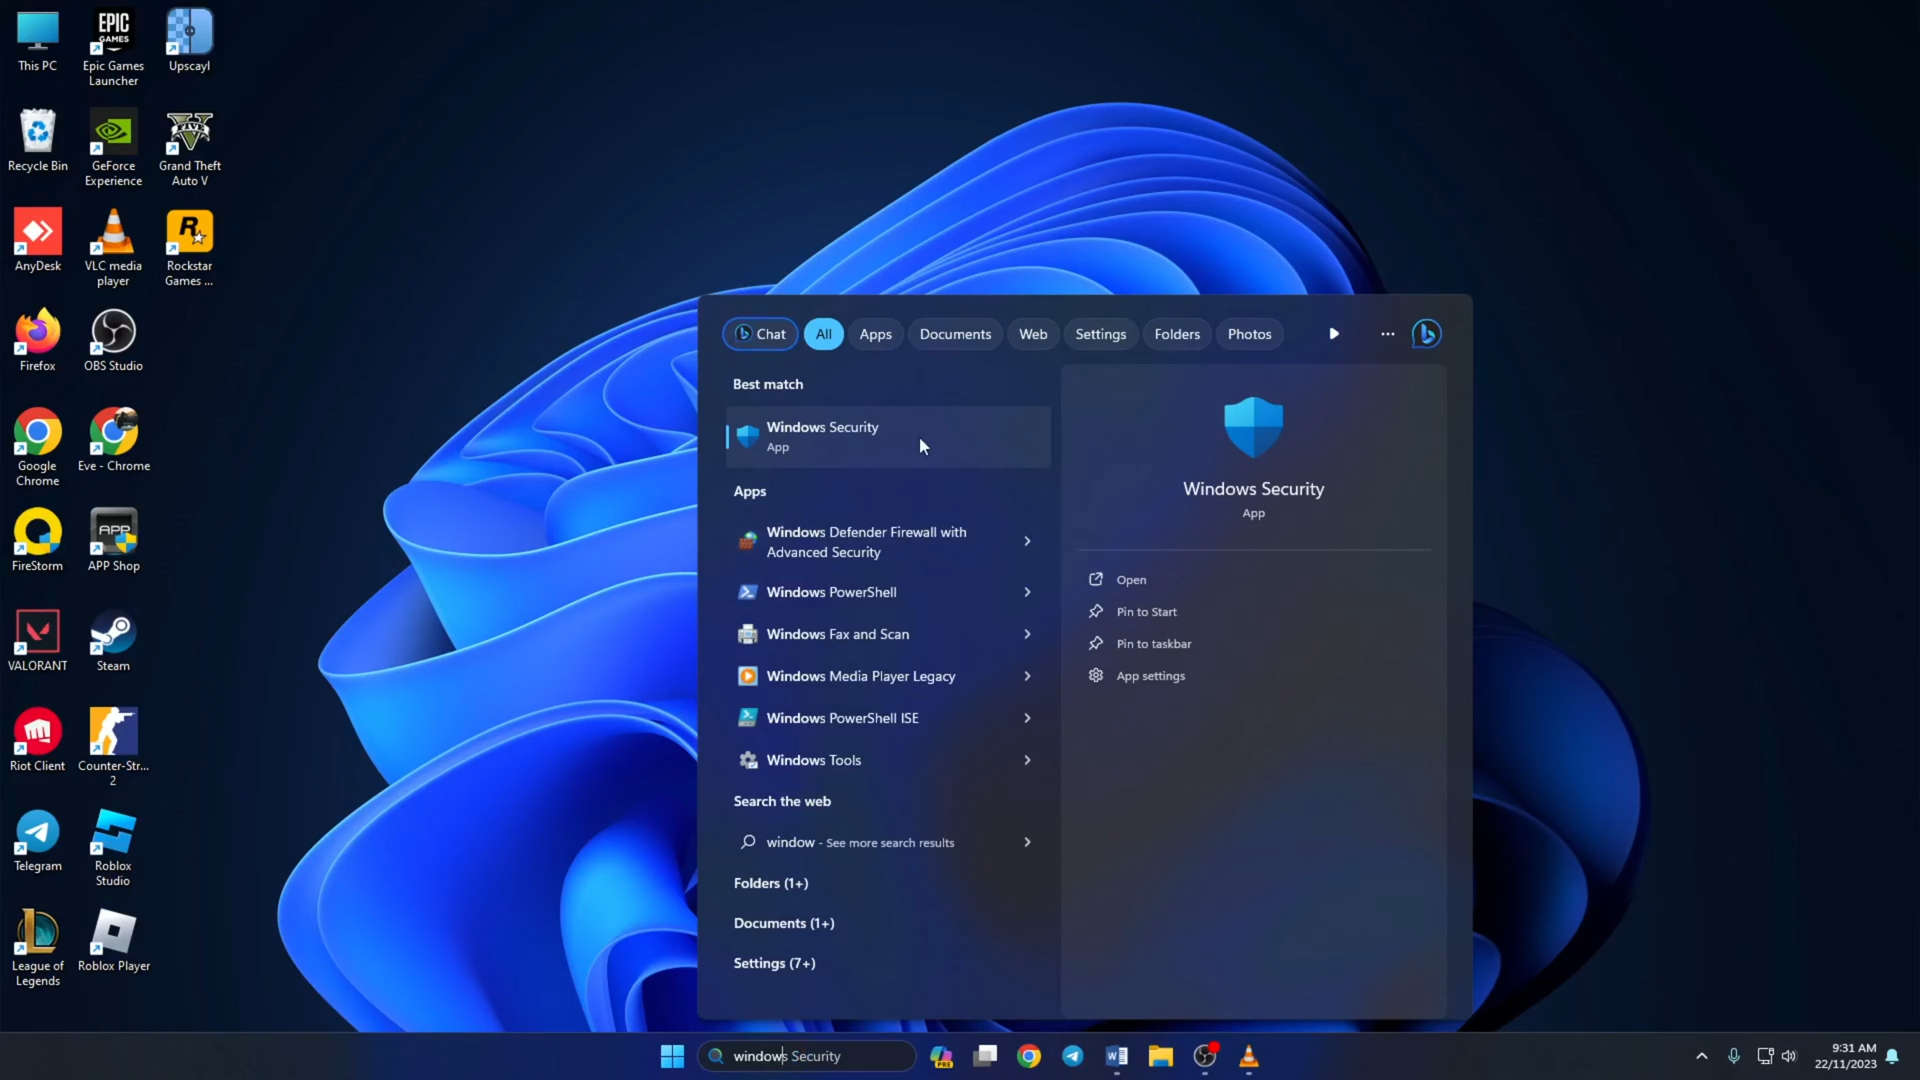 This PC
EPIC
GAMES
Epic Games
Launcher
Upscayl
Recycle Bin
GeForce
Experience
FIVE
Grand Theft
Auto V
AnyDesk
VLC media
player
R
Rockstar
Games ...
Firefox
OBS Studio
Google
Chrome
Eve - Chrome
FireStorm
APP
APP Shop
VALORANT
Steam
Riot Client
Counter-Str...
2
Telegram
Roblox
Studio
League of
Legends
Roblox Player
Chat
All
Apps
Documents
Web
Settings
Folders
Photos
Best match
Windows Security
App
Apps
Windows Defender Firewall with
Advanced Security
Windows PowerShell
Windows Fax and Scan
Windows Media Player Legacy
Windows PowerShell ISE
Windows Tools
Search the web
window - See more search results
Folders (1+)
Documents (1+)
Settings (7+)
Windows Security
App
Open
Pin to Start
Pin to taskbar
App settings
windows Security
PRE
W
9:31 AM
22/11/2023